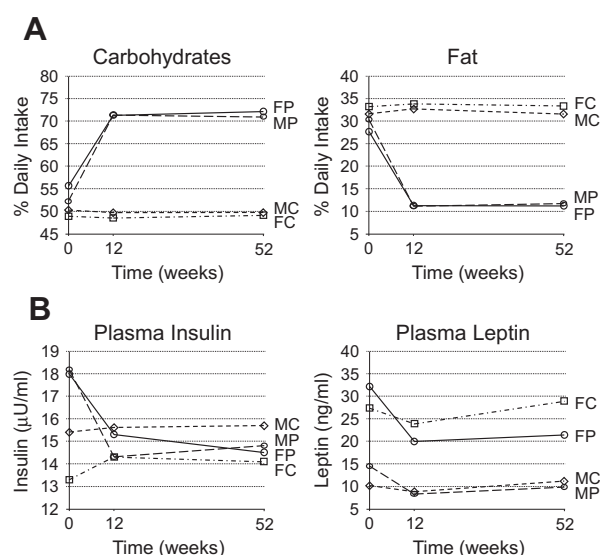 A
Carbohydrates
% Daily Intake
80
75
70
65
60
55
50
45
0
12
52
Time (weeks)
FP
MP
MC
FC
Fat
% Daily Intake
40
35
30
25
20
15
10
5
0
12
52
Time (weeks)
FC
MC
MP
FP
B
Plasma Insulin
Insulin (µU/ml)
19
18
17
16
15
14
13
12
0
12
52
Time (weeks)
MC
MP
FP
FC
Plasma Leptin
Leptin (ng/ml)
40
35
30
25
20
15
10
5
0
12
52
Time (weeks)
FC
FP
MC
MP